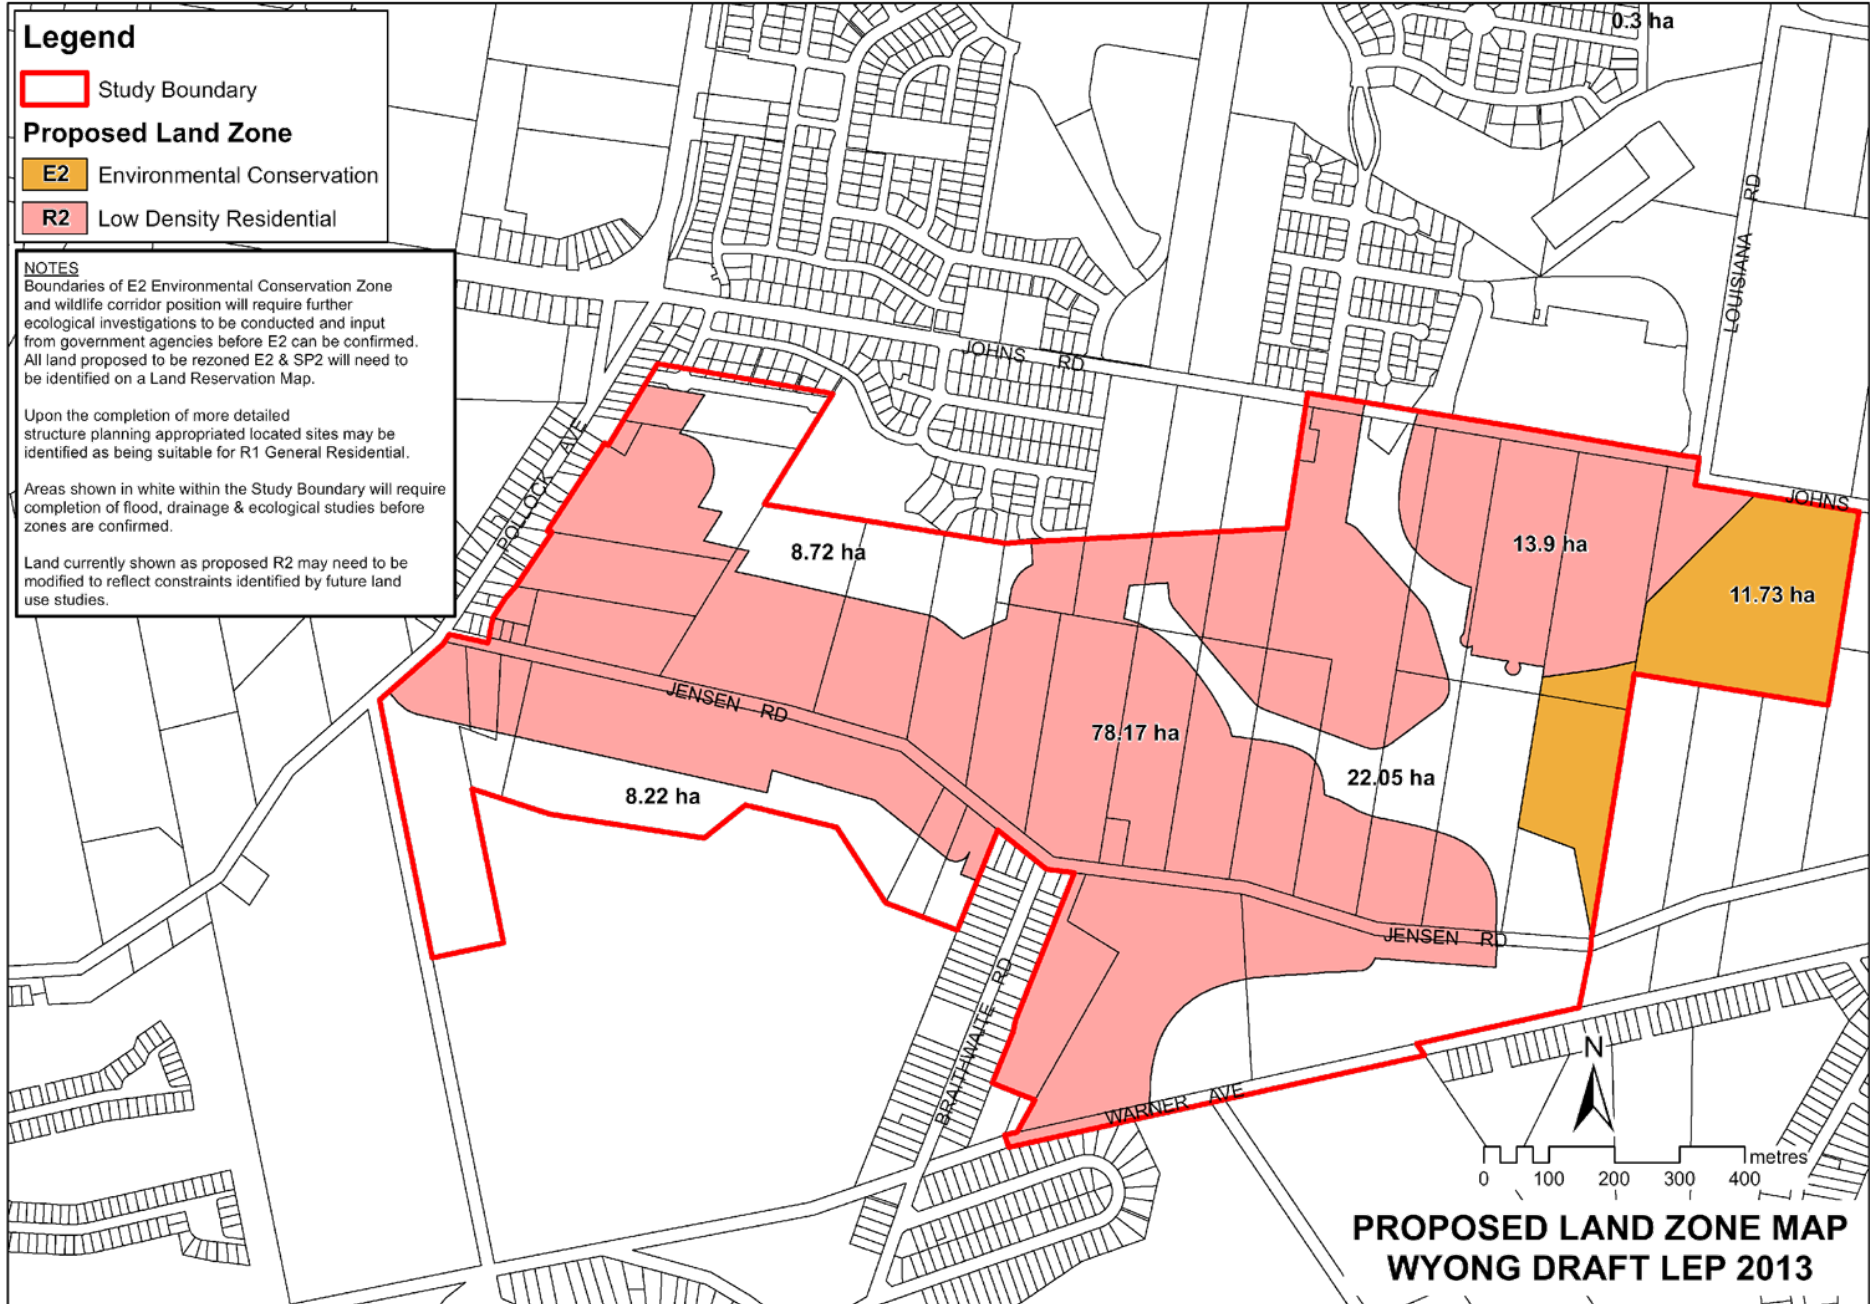 Legend
Study Boundary
Proposed Land Zone
E2 Environmental Conservation
R2 Low Density Residential
NOTES
Boundaries of E2 Environmental Conservation Zone
and wildlife corridor position will require further
ecological investigations to be conducted and input
from government agencies before E2 can be confirmed.
All land proposed to be rezoned E2 & SP2 will need to
be identified on a Land Reservation Map.
Upon the completion of more detailed
structure planning appropriated located sites may be
identified as being suitable for R1 General Residential.
Areas shown in white within the Study Boundary will require
completion of flood, drainage & ecological studies before
zones are confirmed.
Land currently shown as proposed R2 may need to be
modified to reflect constraints identified by future land
use studies.
0.3 ha
LOUISIANA RD
JOHNS RD
POLLOCK AVE
JOHNS
8.72 ha
13.9 ha
11.73 ha
JENSEN RD
78.17 ha
22.05 ha
8.22 ha
JENSEN RD
BRAITHWAITE RD
WARNER AVE
N
metres
0 100 200 300 400
PROPOSED LAND ZONE MAP
WYONG DRAFT LEP 2013